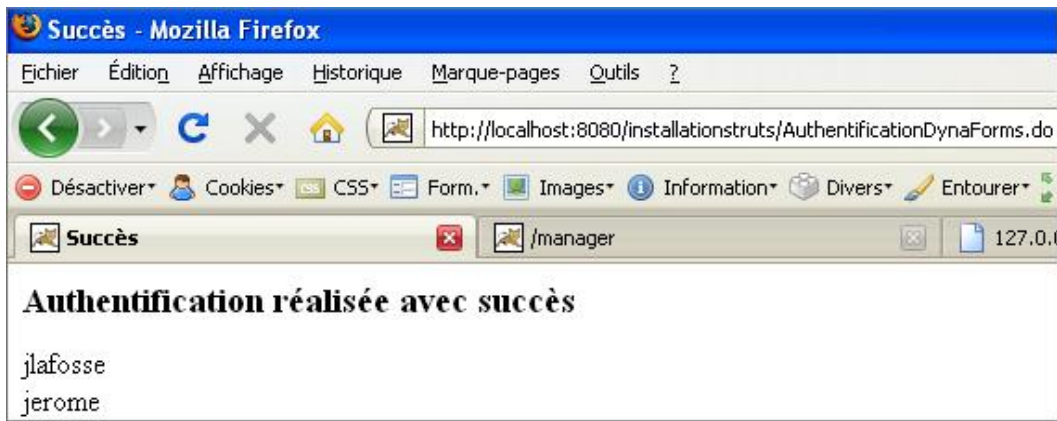 Succès - Mozilla Firefox
Fichier Édition Affichage Historique Marque-pages Outils ?
http://localhost:8080/installationstruts/AuthentificationDynaForms.do
Désactiver Cookies CSS Form. Images Information Divers Entourer
Succès /manager 127.0.
Authentification réalisée avec succès
jlafosse
jerome